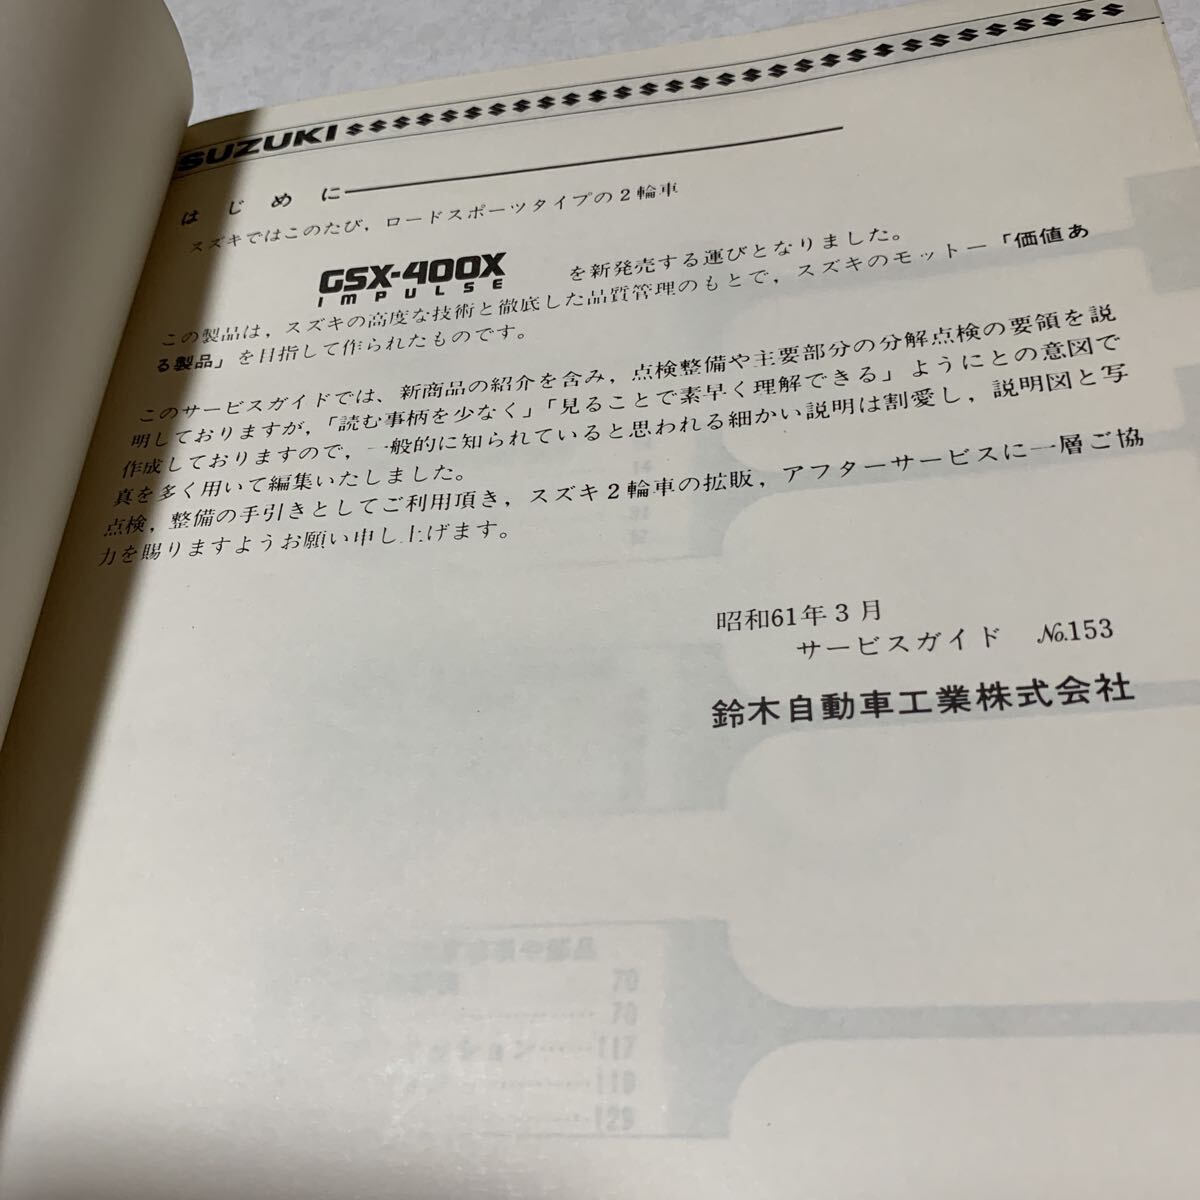 SUZUKI
はじめに
スズキではこのたび，ロードスポーツタイプの２輪車
GSX-400X
IMPULSE
を新発売する運びとなりました。
この製品は，スズキの高度な技術と徹底した品質管理のもとで，スズキのモットー「価値あ
る製品」を目指して作られたものです。
このサービスガイドでは、新商品の紹介を含み，点検整備や主要部分の分解点検の要領を説
明しておりますが，「読む事柄を少なく」「見ることで素早く理解できる」ようにとの意図で
作成しておりますので，一般的に知られていると思われる細かい説明は割愛し，説明図と写
真を多く用いて編集いたしました。
点検，整備の手引きとしてご利用頂き，スズキ２輪車の拡販，アフターサービスに一層ご協
力を賜りますようお願い申し上げます。
昭和61年３月
サービスガイド №153
鈴木自動車工業株式会社
70
70
ション……117
119
129